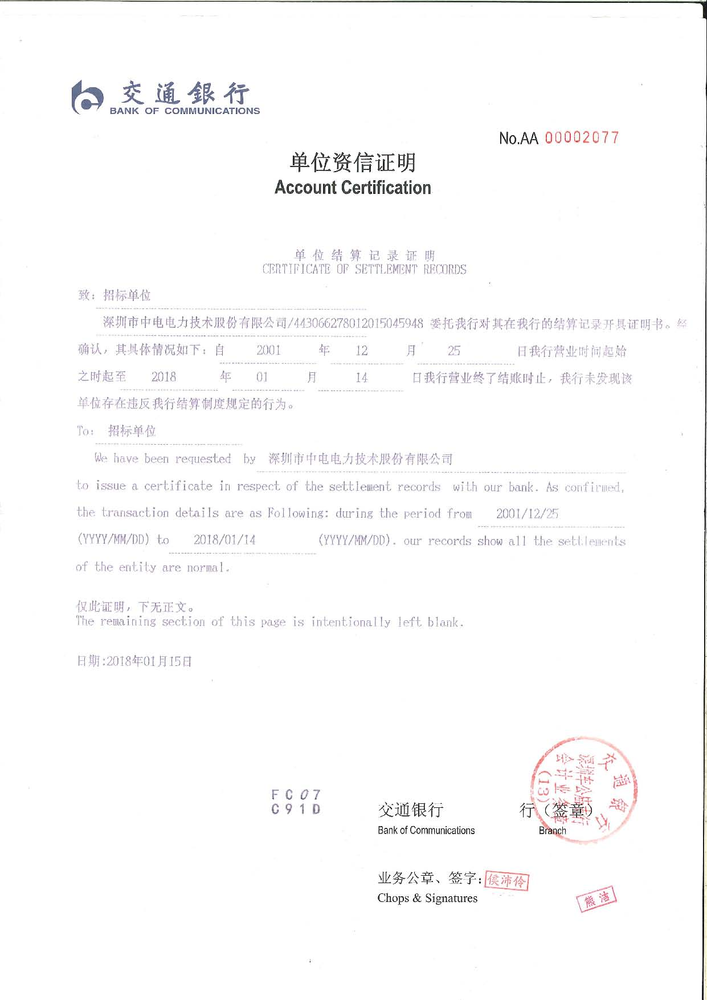 交通銀行
BANK OF COMMUNICATIONS
No.AA 00002077
单位资信证明
Account Certification
单位结算记录证明
CERTIFICATE OF SETTLEMENT RECORDS
致：招标单位
深圳市中电电力技术股份有限公司/443066278012015045948 委托我行对其在我行的结算记录开具证明书。经
确认，其具体情况如下：自 2001 年 12 月 25 日我行营业时间起始
之时起至 2018 年 01 月 14 日我行营业终了结账时止，我行未发现该
单位存在违反我行结算制度规定的行为。
To: 招标单位
We have been requested by 深圳市中电电力技术股份有限公司
to issue a certificate in respect of the settlement records with our bank. As confirmed,
the transaction details are as Following: during the period from 2001/12/25
(YYYY/MM/DD) to 2018/01/14 (YYYY/MM/DD). our records show all the settlements
of the entity are normal.
仅此证明，下无正文。
The remaining section of this page is intentionally left blank.
日期:2018年01月15日
FC07
C91D
交通银行 行（签章）
Bank of Communications Branch
交通银行
会计业务章
(13)
业务公章、签字：侯沛伶
Chops & Signatures
熊洁